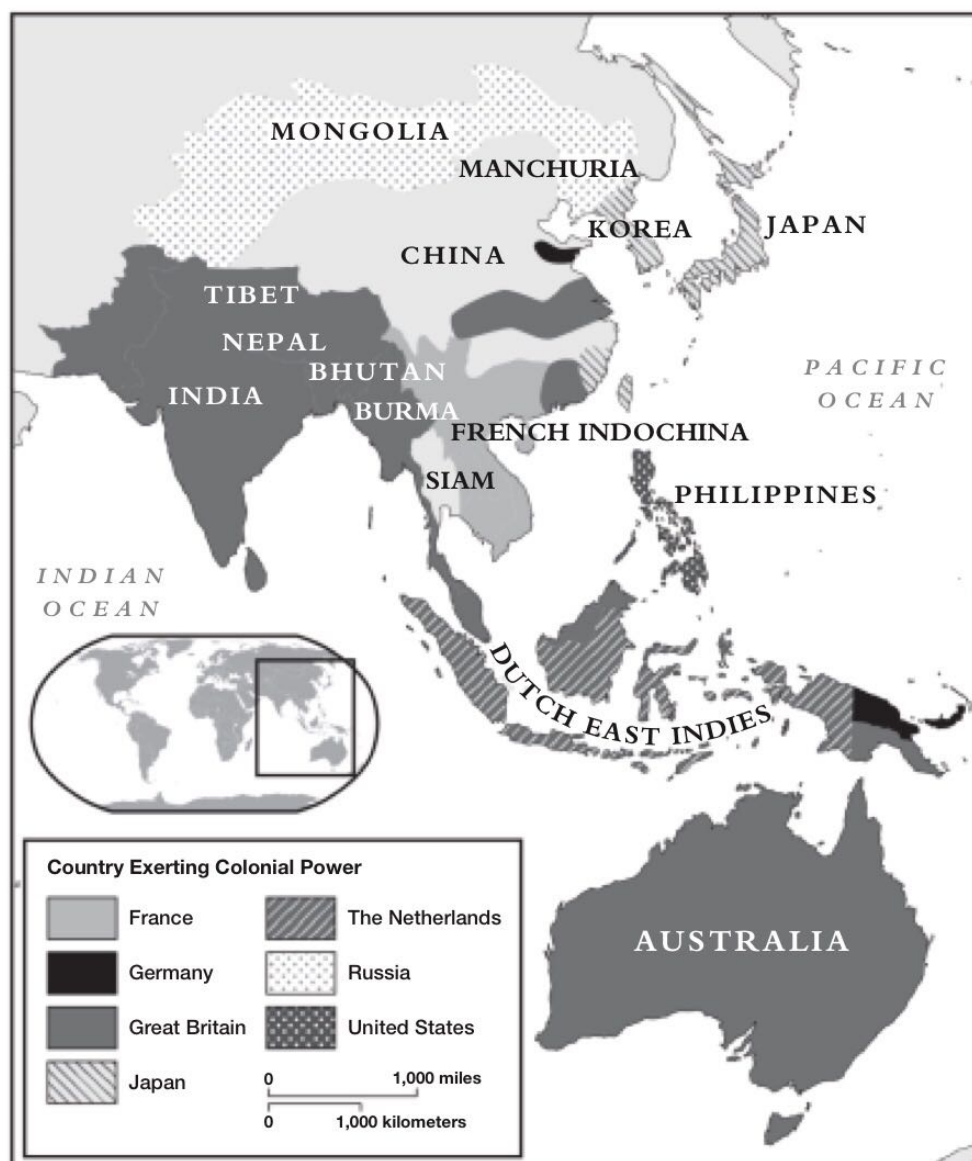 MONGOLIA
MANCHURIA
KOREA
JAPAN
CHINA
TIBET
NEPAL
BHUTAN
INDIA
BURMA
PACIFIC
OCEAN
FRENCH INDOCHINA
SIAM
PHILIPPINES
INDIAN
OCEAN
DUTCH EAST INDIES
AUSTRALIA
Country Exerting Colonial Power
France
Germany
Great Britain
Japan
The Netherlands
Russia
United States
0 1,000 miles
0 1,000 kilometers